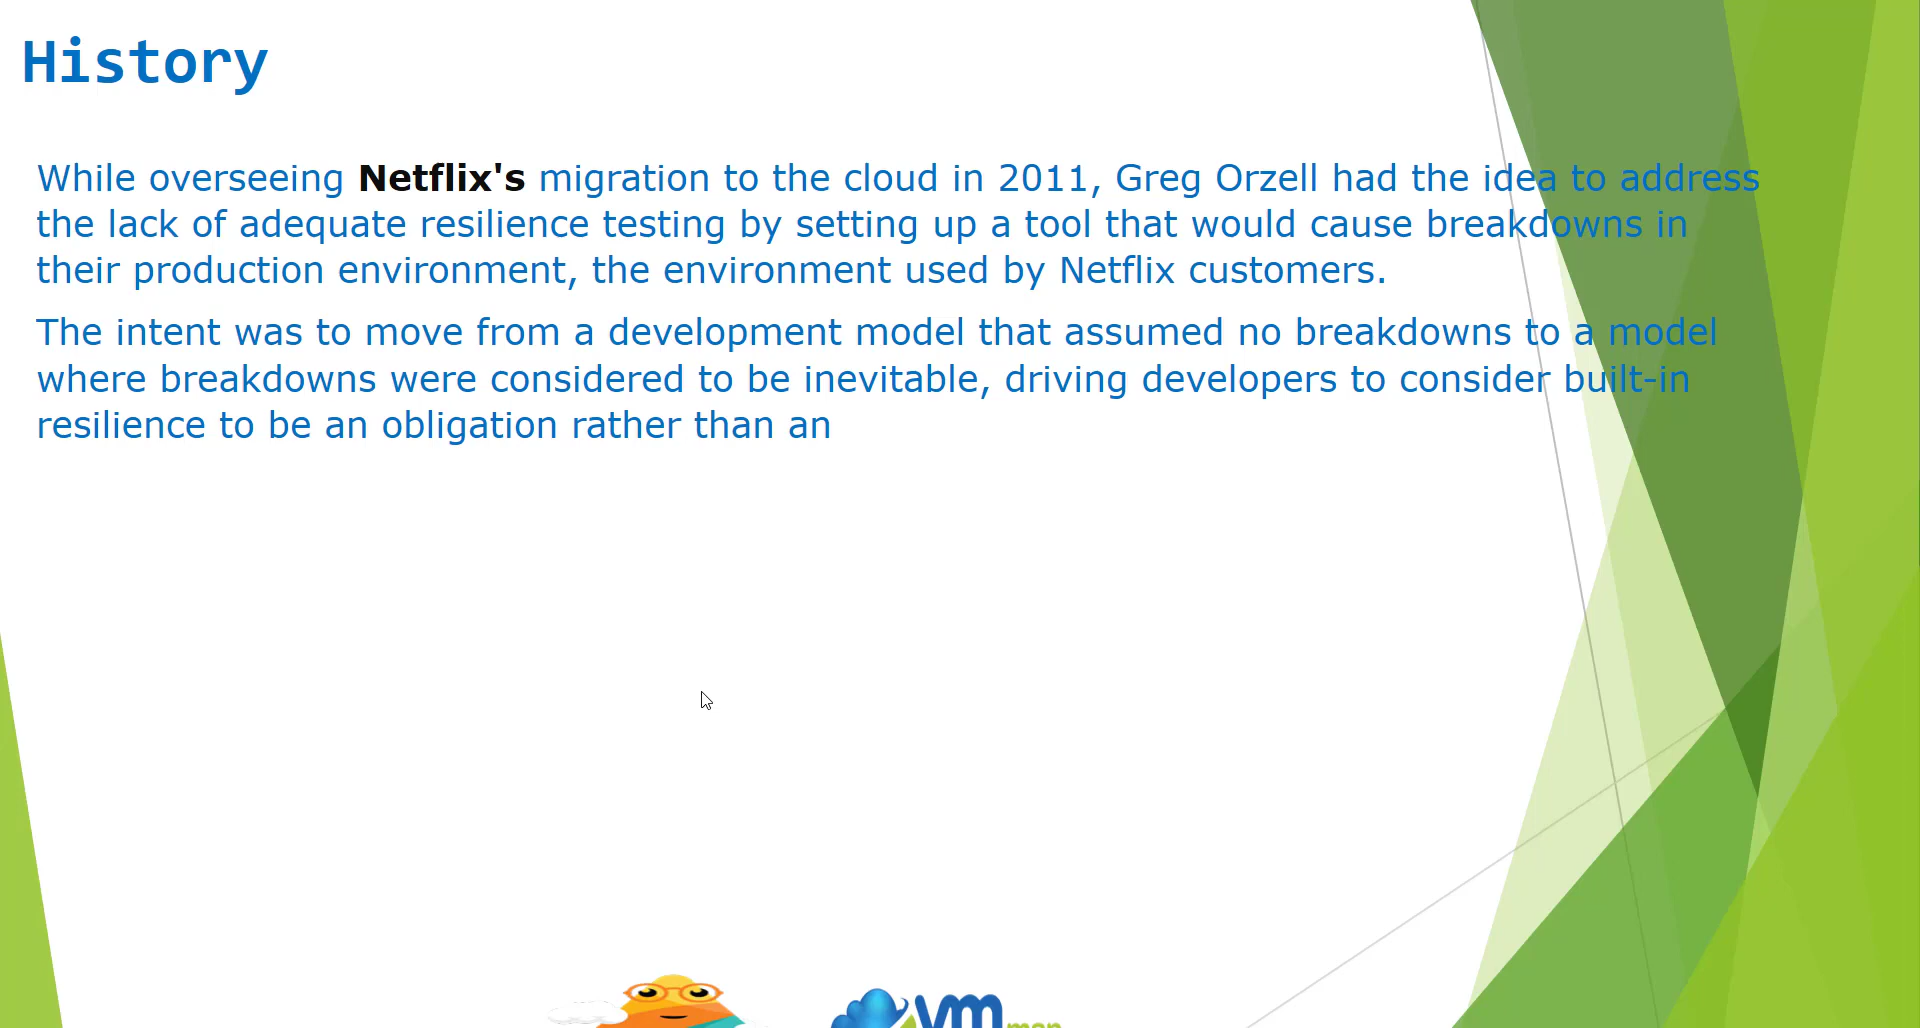 History
While overseeing Netflix's migration to the cloud in 2011, Greg Orzell had the idea to address
the lack of adequate resilience testing by setting up a tool that would cause breakdowns in
their production environment, the environment used by Netflix customers.
The intent was to move from a development model that assumed no breakdowns to a model
where breakdowns were considered to be inevitable, driving developers to consider built-in
resilience to be an obligation rather than an
vm